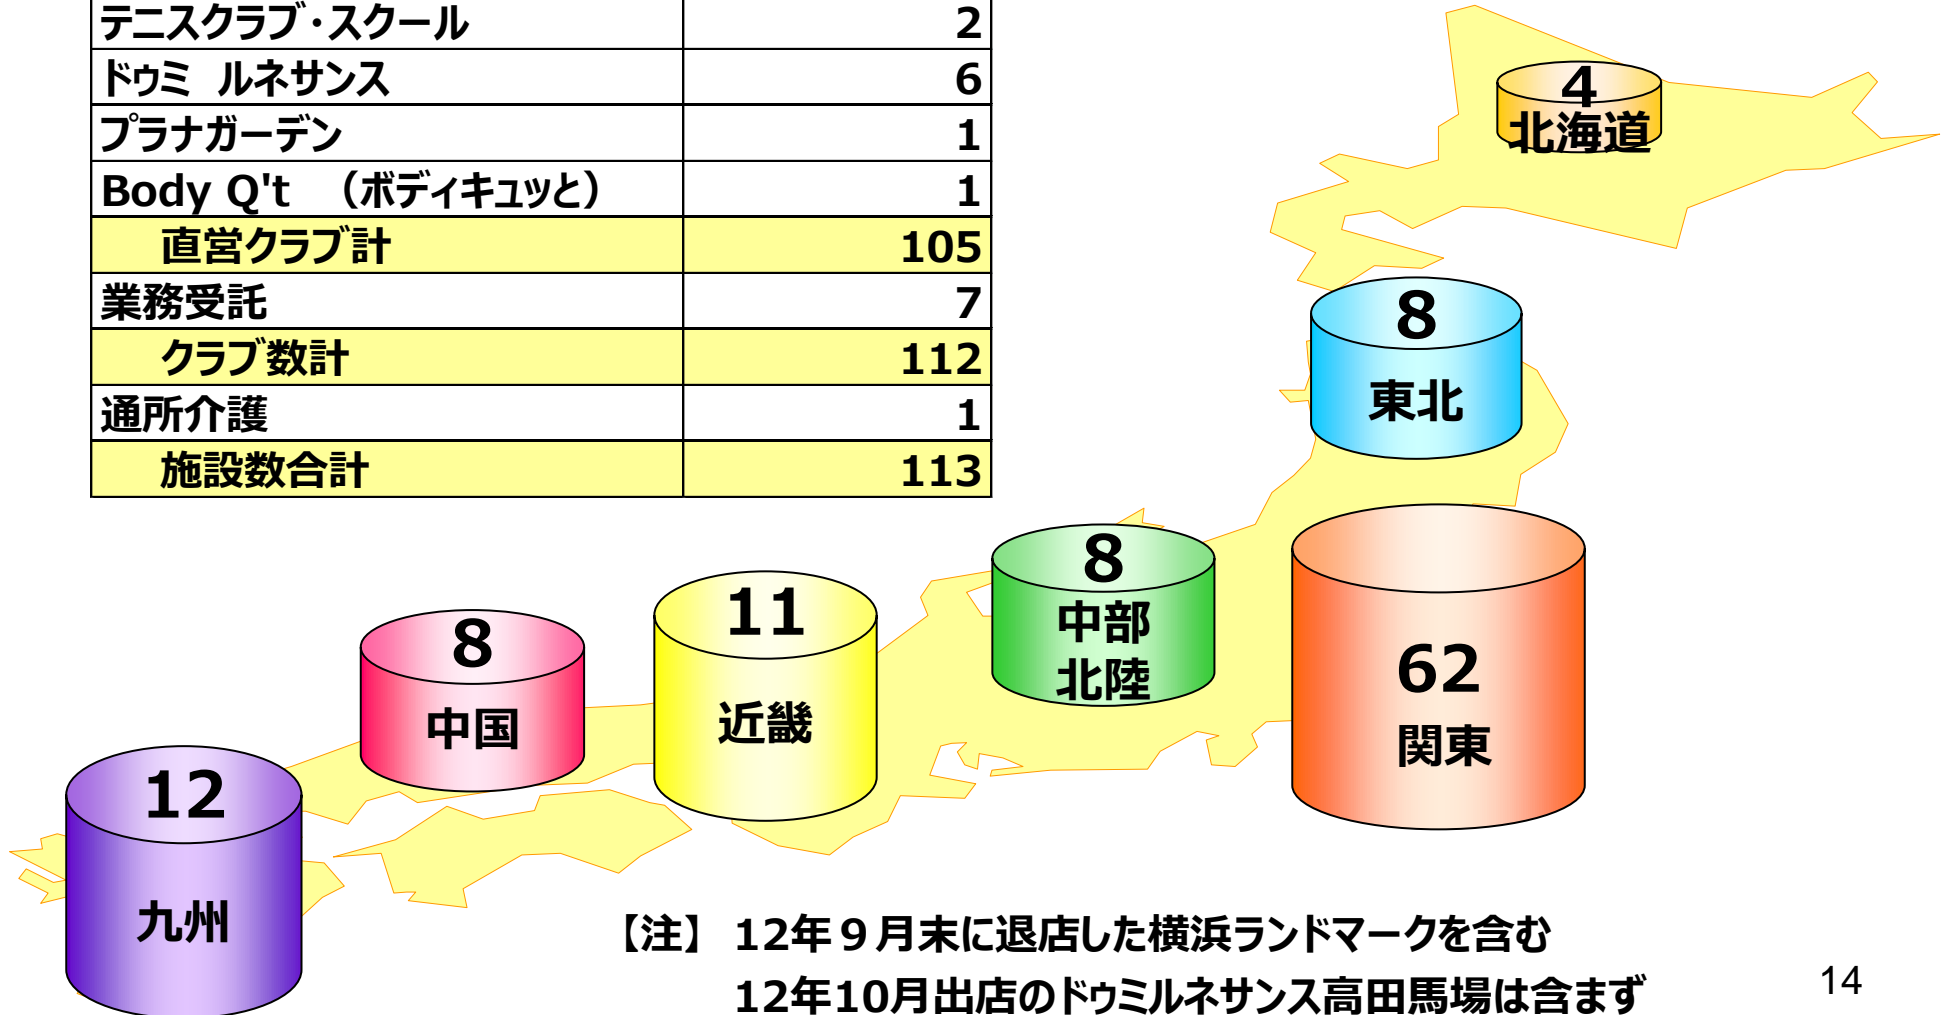 テニスクラブ・スクール 2
ドゥミ ルネサンス 6
プラナガーデン 1
Body Q't （ボディキュッと） 1
直営クラブ計 105
業務受託 7
クラブ数計 112
通所介護 1
施設数合計 113
4
北海道
8
東北
62
関東
8
中部
北陸
11
近畿
8
中国
12
九州
【注】 12年９月末に退店した横浜ランドマークを含む
12年10月出店のドゥミルネサンス高田馬場は含まず
14